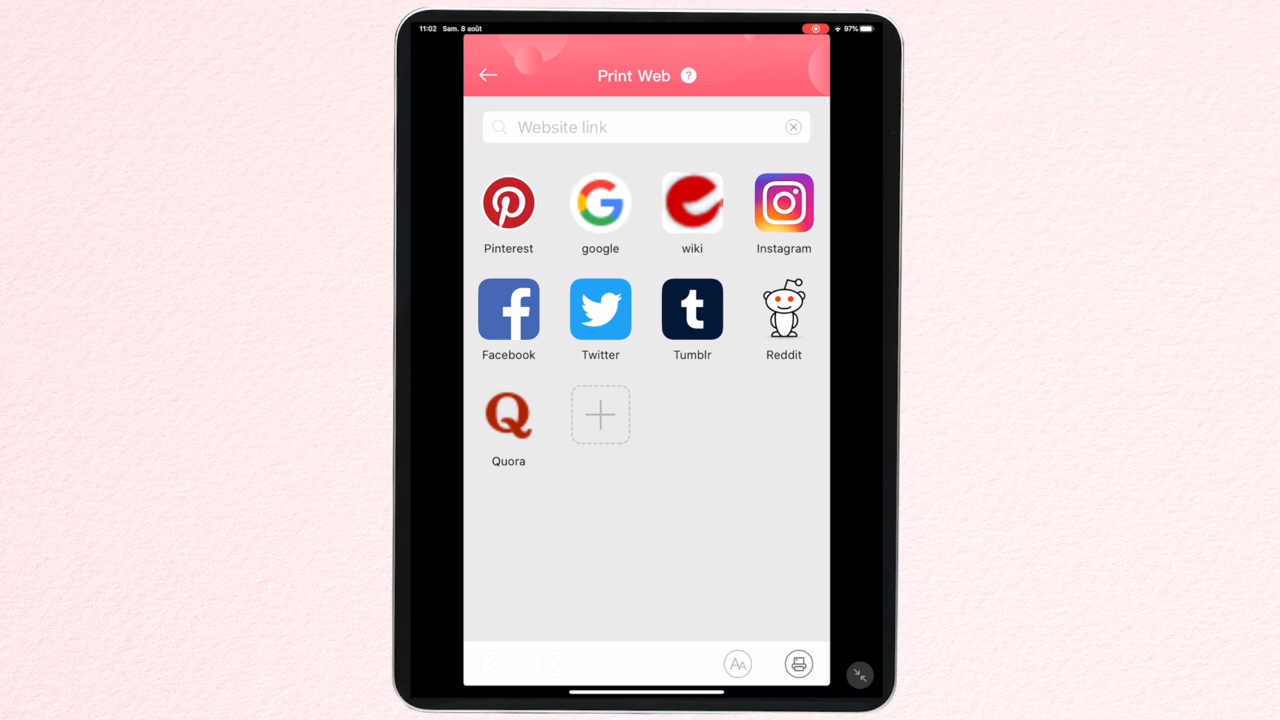 11:02 Sam. 8 août
97%
Print Web ?
Website link
Pinterest google wiki Instagram
Facebook Twitter Tumblr Reddit
Quora
AA